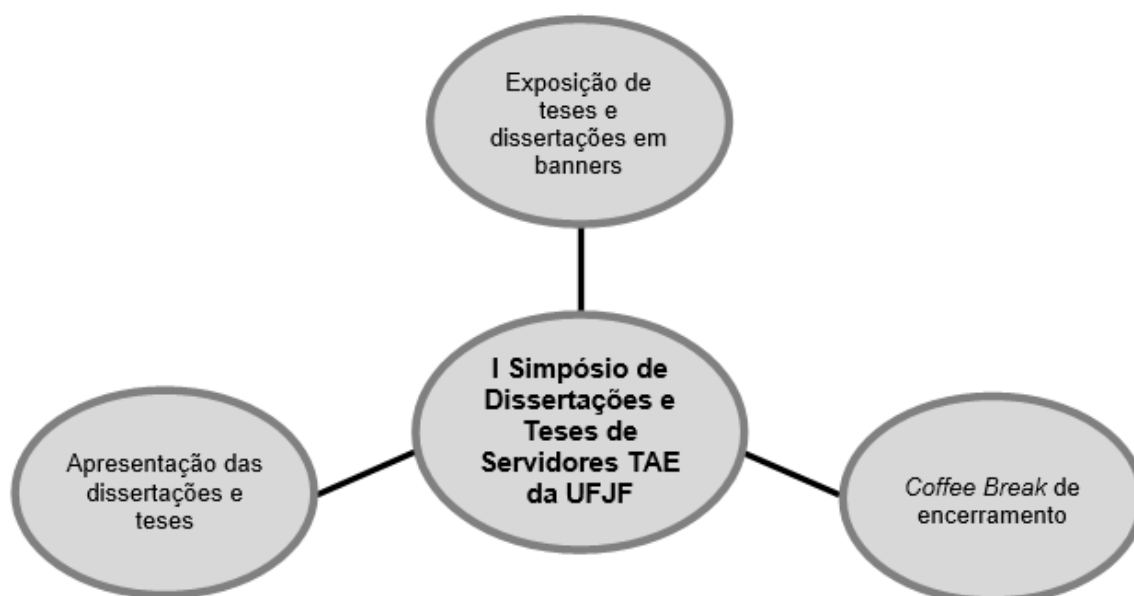 Exposição de
teses e
dissertações em
banners
I Simpósio de
Dissertações e
Teses de
Servidores TAE
da UFJF
Apresentação das
dissertações e
teses
Coffee Break de
encerramento